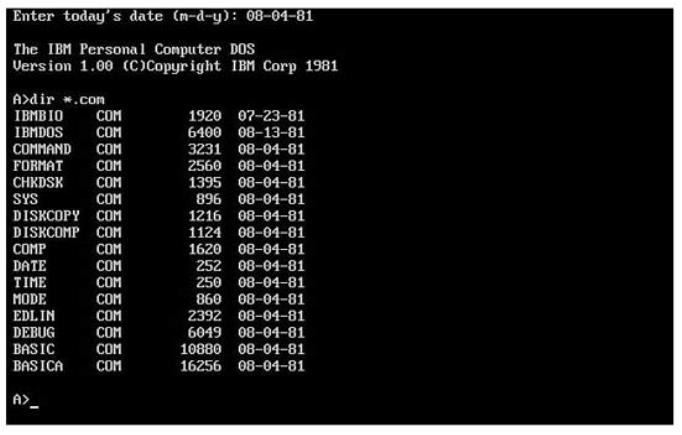 Enter today's date (m-d-y): 08-04-81
The IBM Personal Computer DOS
Version 1.00 (C)Copyright IBM Corp 1981
A>dir *.com
IBMBIO   COM      1920  07-23-81
IBMDOS   COM      6400  08-13-81
COMMAND  COM      3231  08-04-81
FORMAT   COM      2560  08-04-81
CHKDSK   COM      1395  08-04-81
SYS      COM       896  08-04-81
DISKCOPY COM      1216  08-04-81
DISKCOMP COM      1124  08-04-81
COMP     COM      1620  08-04-81
DATE     COM       252  08-04-81
TIME     COM       250  08-04-81
MODE     COM       860  08-04-81
EDLIN    COM      2392  08-04-81
DEBUG    COM      6049  08-04-81
BASIC    COM     10880  08-04-81
BASICA   COM     16256  08-04-81
A>_